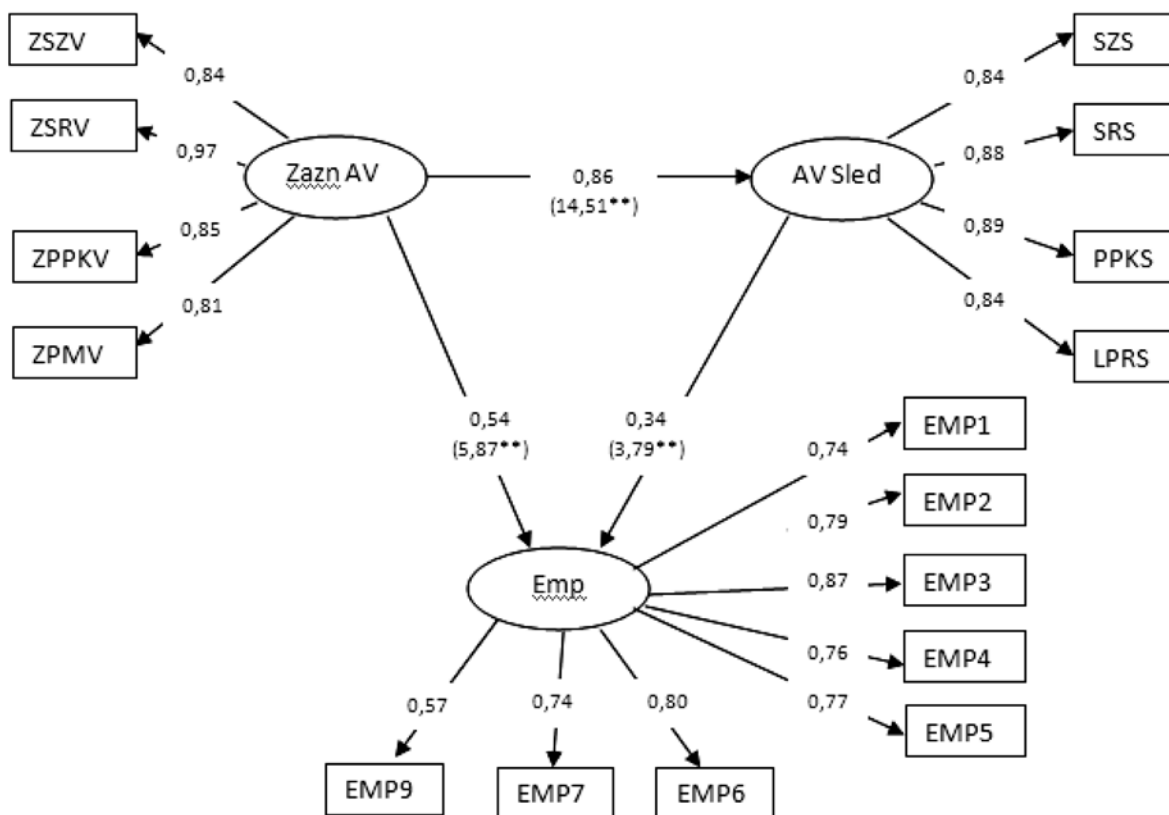 ZSZV
0,84
ZSRV
0,97
Zazn AV
0,85
ZPPKV
0,81
ZPMV
0,86
(14,51**)
SZS
0,84
SRS
0,88
AV Sled
0,89
PPKS
0,84
LPRS
0,54
(5,87**)
0,34
(3,79**)
EMP1
0,74
EMP2
0,79
EMP3
0,87
Emp
EMP4
0,76
EMP5
0,77
0,57
0,74
0,80
EMP9
EMP7
EMP6